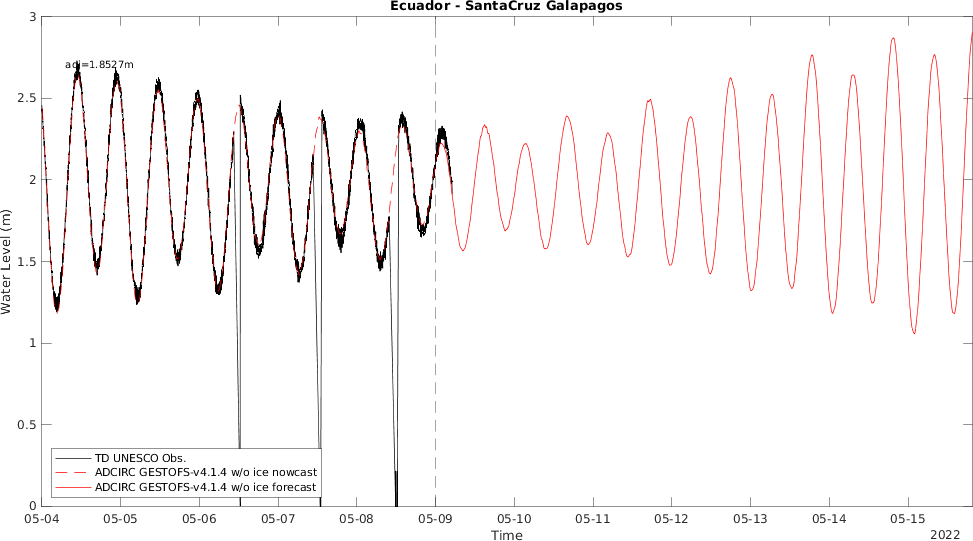 Ecuador - SantaCruz Galapagos
Water Level (m)
3
2.5
2
1.5
1
0.5
0
adj=1.8527m
TD UNESCO Obs.
ADCIRC GESTOFS-v4.1.4 w/o ice nowcast
ADCIRC GESTOFS-v4.1.4 w/o ice forecast
05-04 05-05 05-06 05-07 05-08 05-09 05-10 05-11 05-12 05-13 05-14 05-15
Time
2022